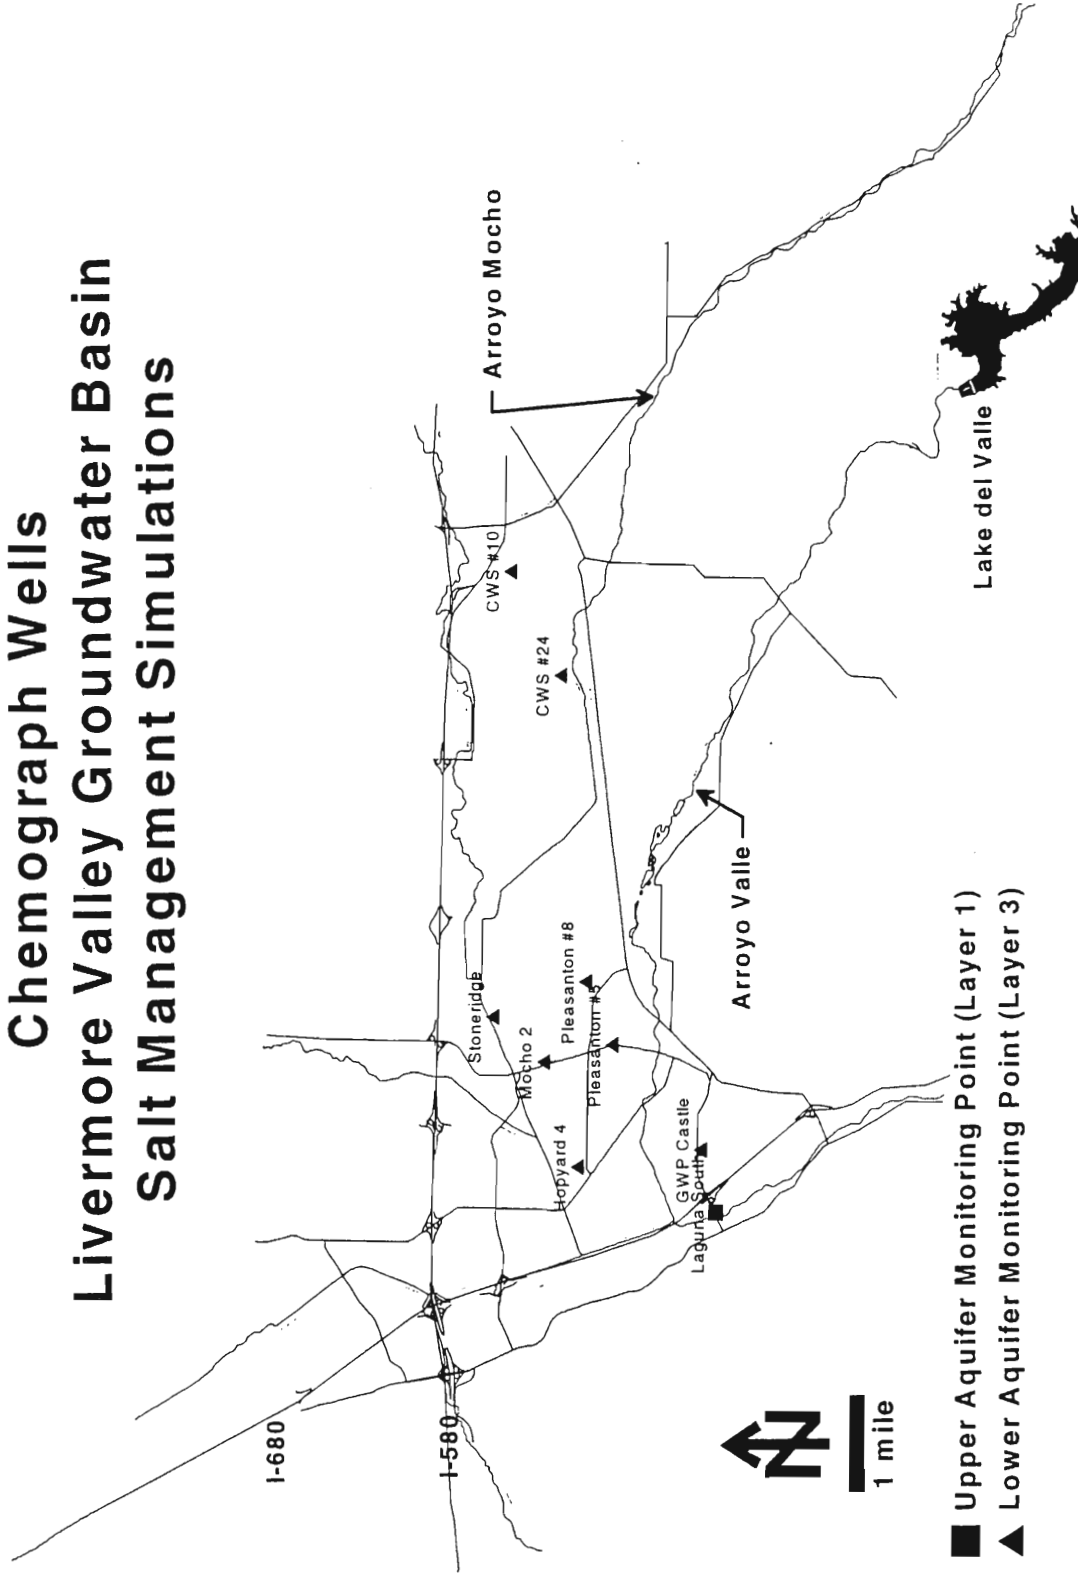 Chemograph Wells
Livermore Valley Groundwater Basin
Salt Management Simulations
I-680
I-580
Stoneridge
Mocho 2
Hopyard 4
Pleasanton #8
Pleasanton #5
GWP Castle
Laguna South
CWS #24
CWS #10
Arroyo Mocho
Arroyo Valle
Lake del Valle
N
1 mile
Upper Aquifer Monitoring Point (Layer 1)
Lower Aquifer Monitoring Point (Layer 3)